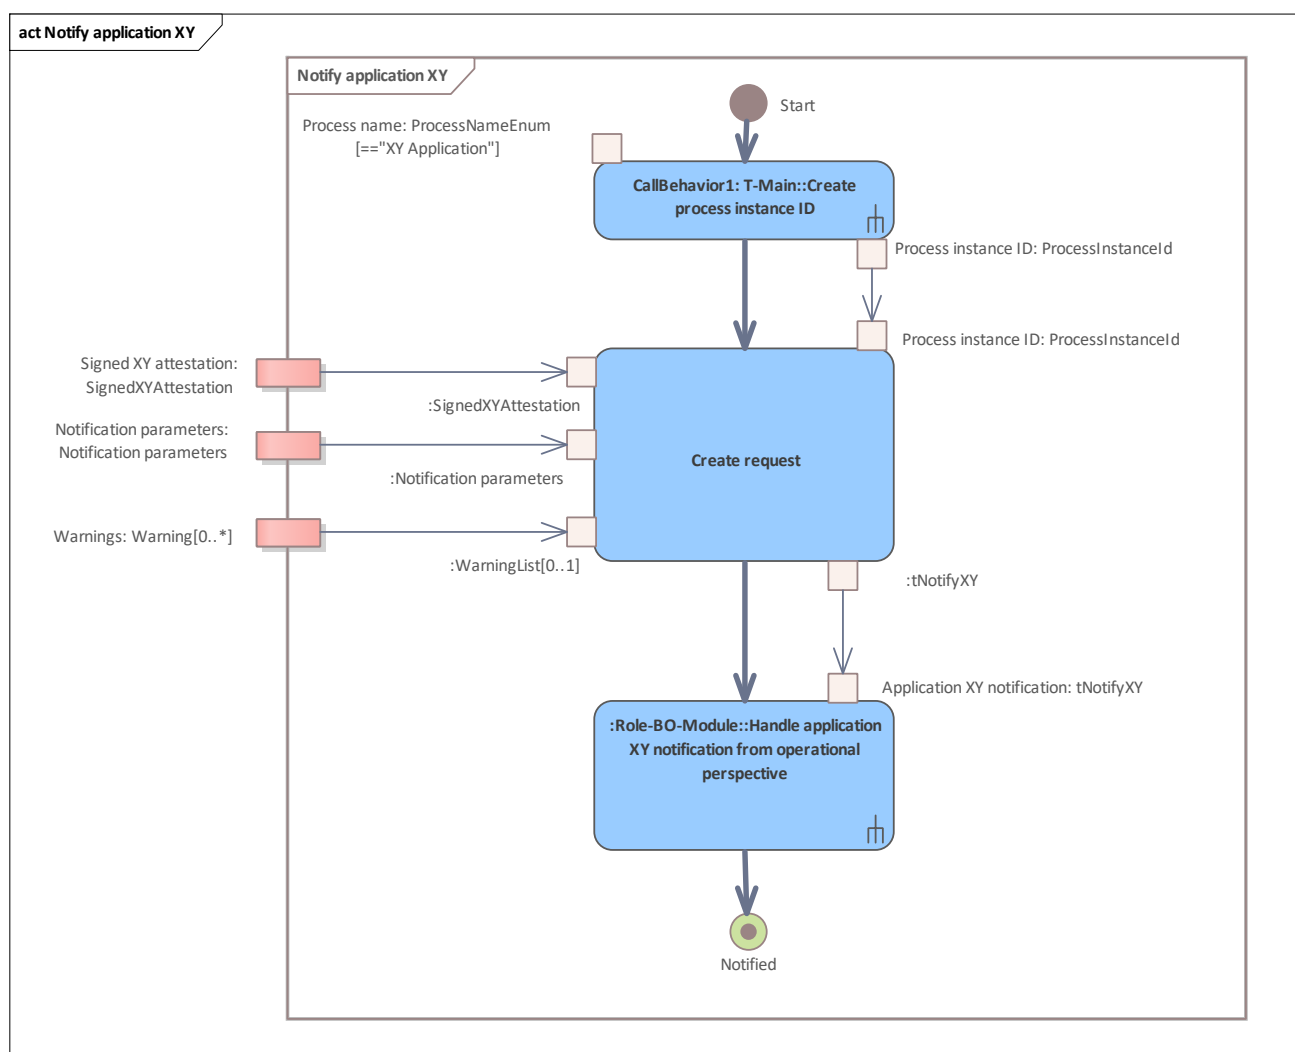 act Notify application XY
Notify application XY
Start
Process name: ProcessNameEnum
[=="XY Application"]
CallBehavior1: T-Main::Create
process instance ID
Process instance ID: ProcessInstanceId
Process instance ID: ProcessInstanceId
Signed XY attestation:
SignedXYAttestation
:SignedXYAttestation
Notification parameters:
Notification parameters
:Notification parameters
Create request
Warnings: Warning[0..*]
:WarningList[0..1]
:tNotifyXY
Application XY notification: tNotifyXY
:Role-BO-Module::Handle application
XY notification from operational
perspective
Notified